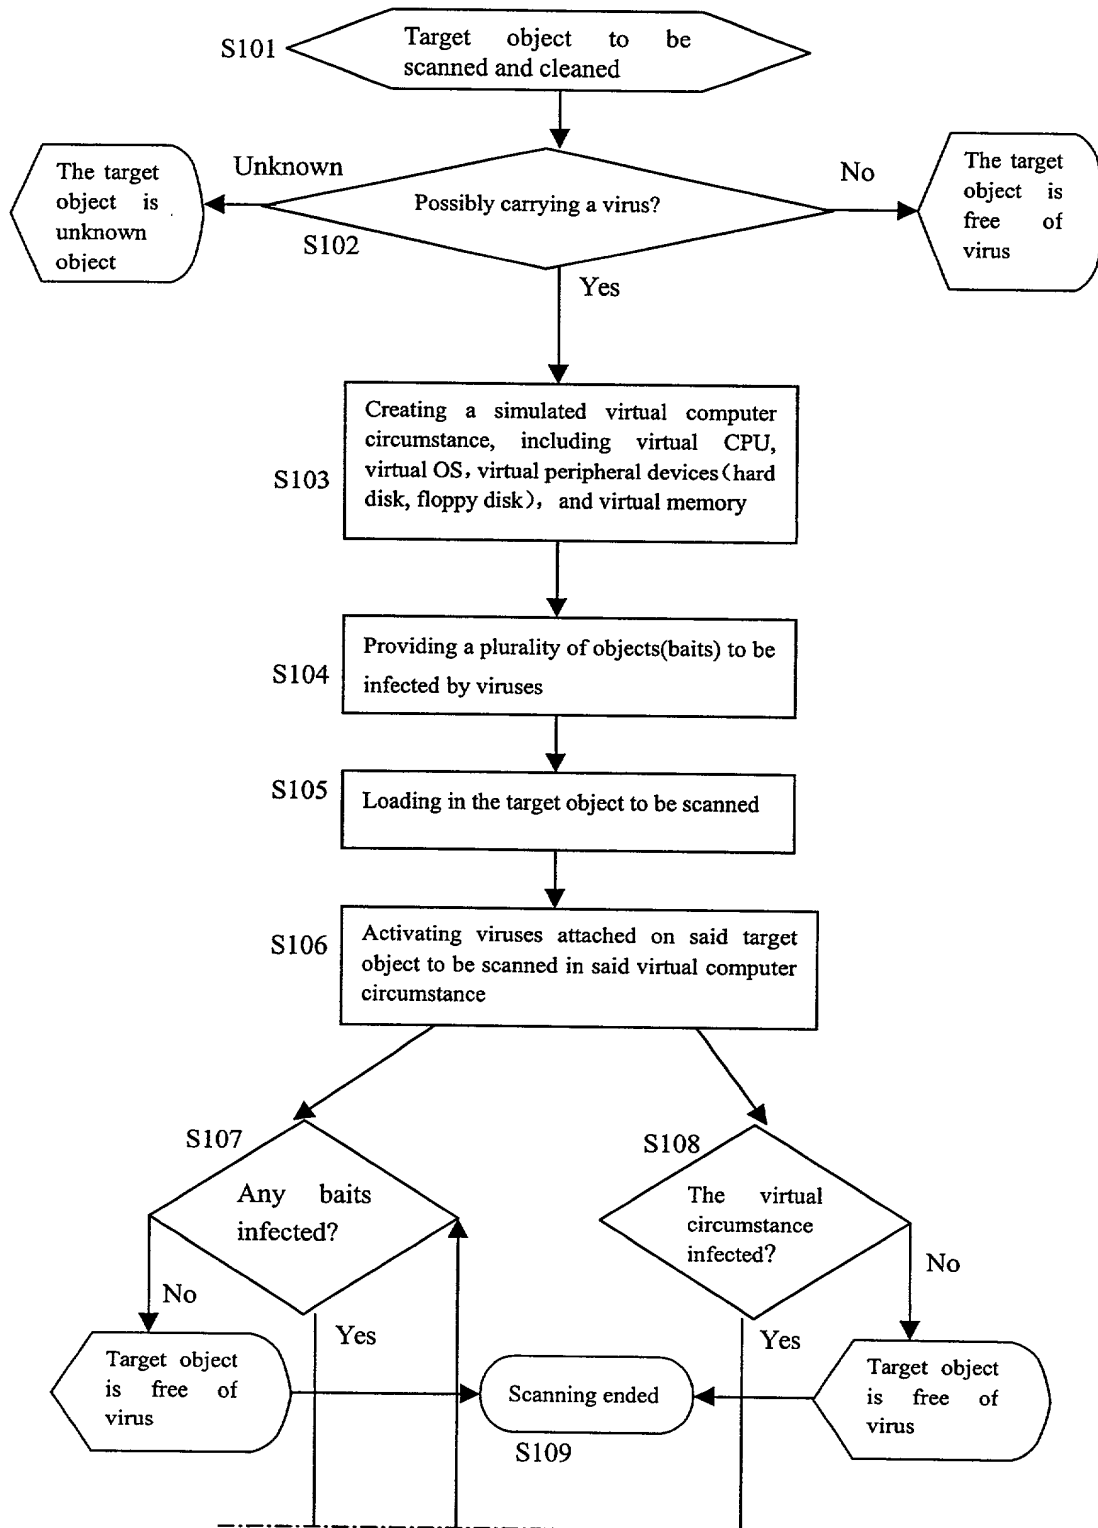 S101
Target object to be
scanned and cleaned
Unknown
The target
object is
unknown
object
Possibly carrying a virus?
S102
No
The target
object is
free of
virus
Yes
S103
Creating a simulated virtual computer
circumstance, including virtual CPU,
virtual OS, virtual peripheral devices(hard
disk, floppy disk), and virtual memory
S104
Providing a plurality of objects(baits) to be
infected by viruses
S105
Loading in the target object to be scanned
S106
Activating viruses attached on said target
object to be scanned in said virtual computer
circumstance
S107
Any baits
infected?
S108
The virtual
circumstance
infected?
No
Yes
No
Yes
Target object
is free of
virus
Scanning ended
S109
Target object
is free of
virus